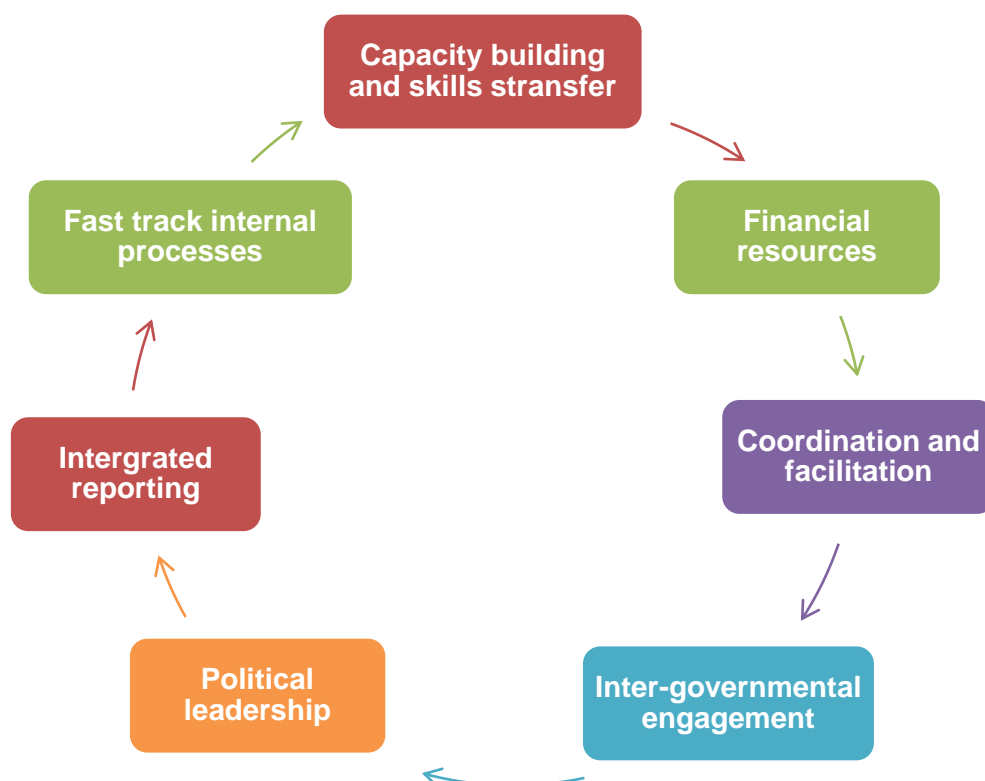 Capacity building
and skills stransfer
Financial
resources
Coordination and
facilitation
Inter-governmental
engagement
Political
leadership
Intergrated
reporting
Fast track internal
processes